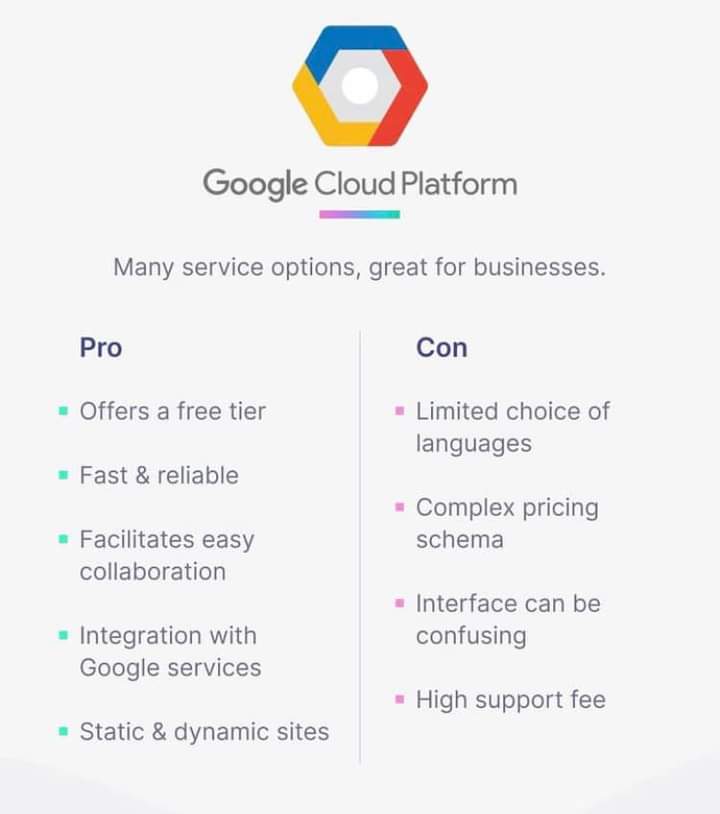 Google Cloud Platform
Many service options, great for businesses.
Pro
Offers a free tier
Fast & reliable
Facilitates easy
collaboration
Integration with
Google services
Static & dynamic sites
Con
Limited choice of
languages
Complex pricing
schema
Interface can be
confusing
High support fee